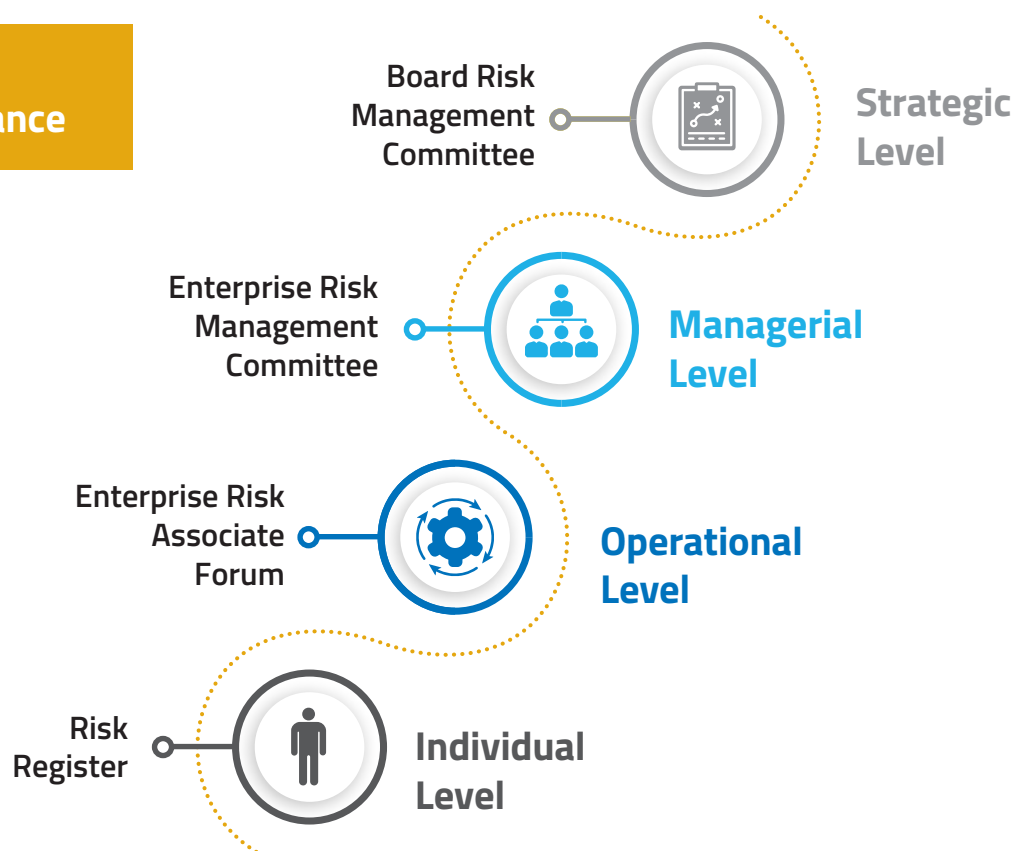 Board Risk
Management
Committee
Strategic
Level
Enterprise Risk
Management
Committee
Managerial
Level
Enterprise Risk
Associate
Forum
Operational
Level
Risk
Register
Individual
Level